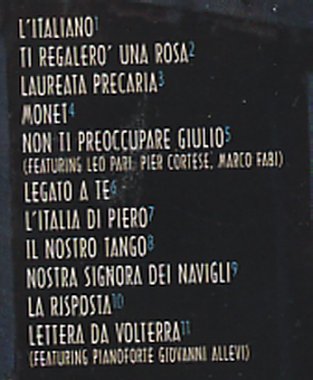 L'ITALIANO1
TI REGALERO' UNA ROSA2
LAUREATA PRECARIA3
MONET4
NON TI PREOCCUPARE GIULIO5
(FEATURING LEO PARI, PIER CORTESE, MARCO FABI)
LEGATO A TE6
L'ITALIA DI PIERO7
IL NOSTRO TANGO8
NOSTRA SIGNORA DEI NAVIGLI9
LA RISPOSTA10
LETTERA DA VOLTERRA11
(FEATURING PIANOFORTE GIOVANNI ALLEVI)